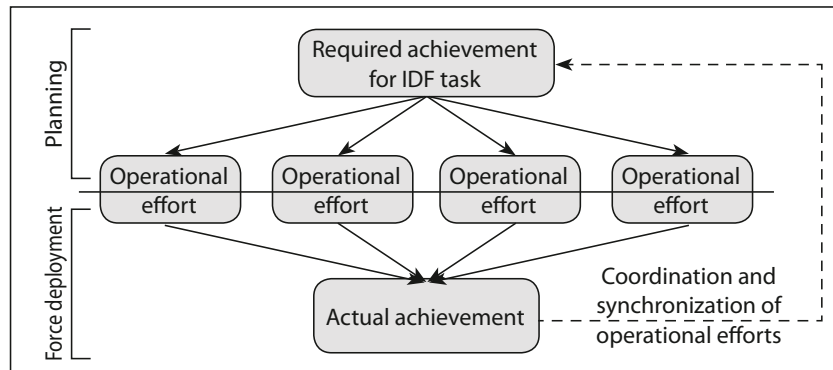 Planning
Required achievement
for IDF task
Operational
effort
Operational
effort
Operational
effort
Operational
effort
Force deployment
Actual achievement
Coordination and
synchronization of
operational efforts